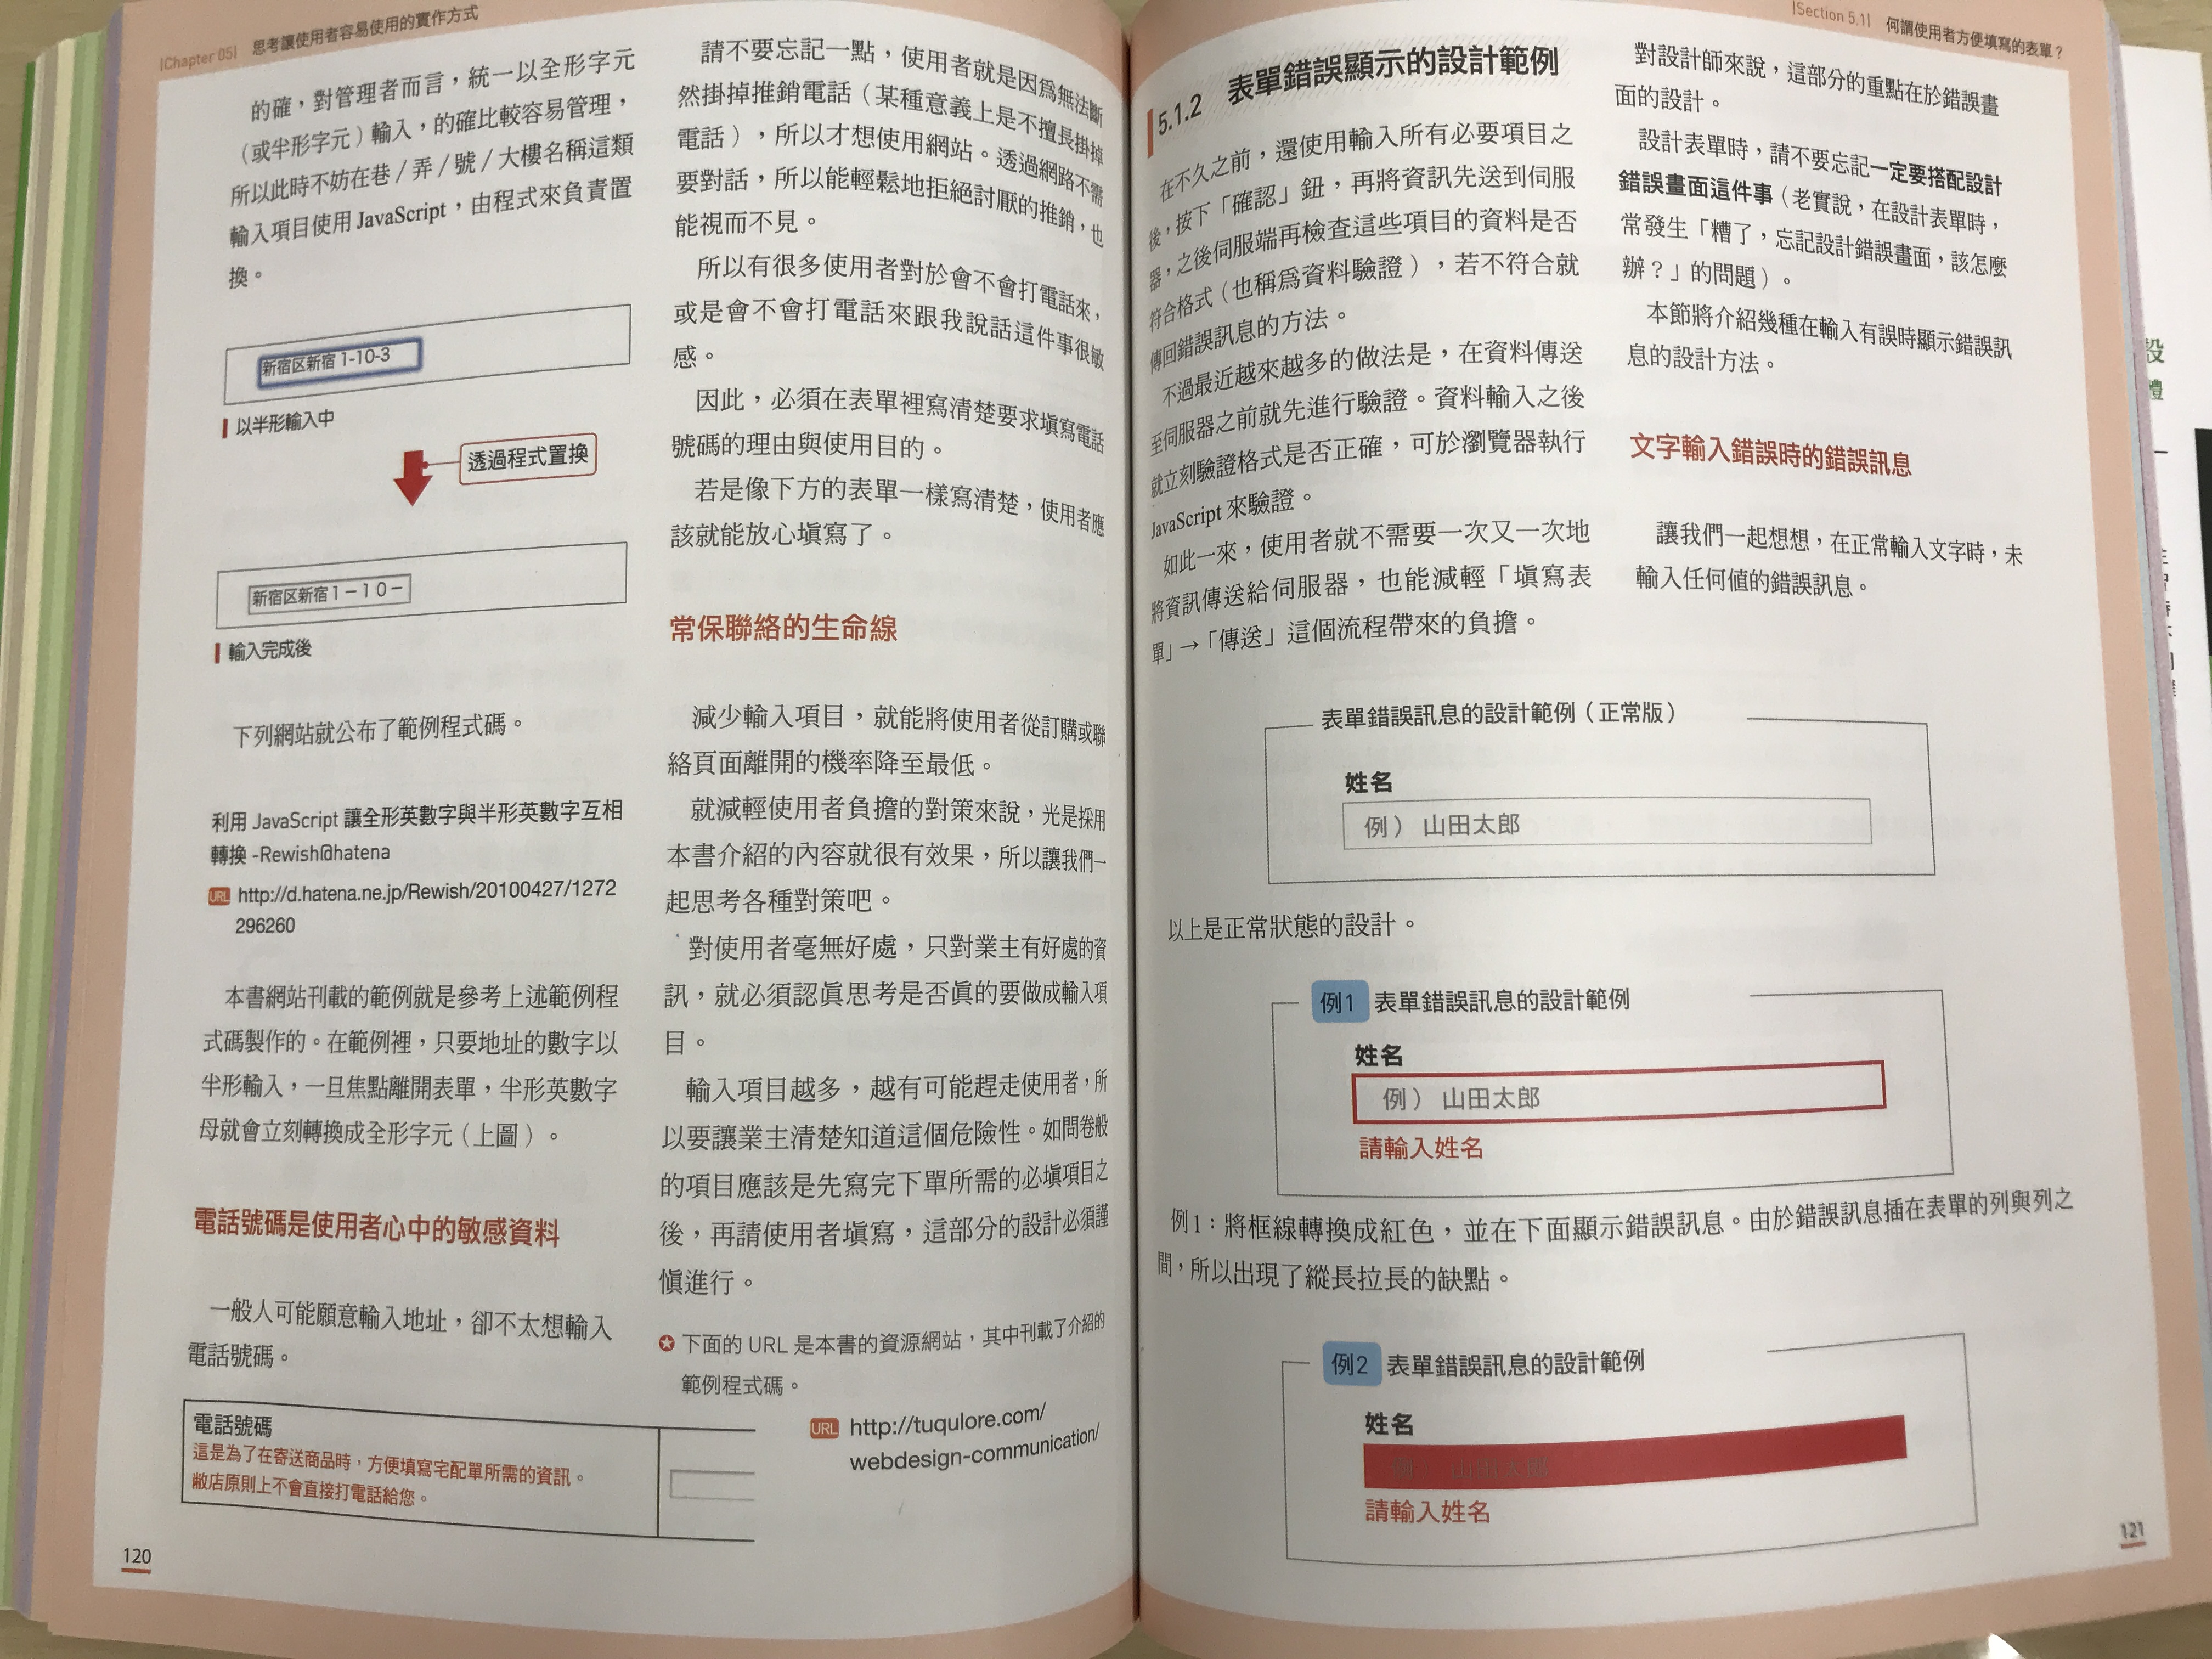 |Chapter 05| 思考讓使用者容易使用的實作方式
的確，對管理者而言，統一以全形字元
（或半形字元）輸入，的確比較容易管理，
所以此時不妨在巷／弄／號／大樓名稱這類
輸入項目使用 JavaScript，由程式來負責置
換。
新宿区新宿 1-10-3
以半形輸入中
透過程式置換
新宿区新宿１－１０－
輸入完成後
下列網站就公布了範例程式碼。
利用 JavaScript 讓全形英數字與半形英數字互相
轉換 -Rewish@hatena
URL http://d.hatena.ne.jp/Rewish/20100427/1272
296260
本書網站刊載的範例就是參考上述範例程
式碼製作的。在範例裡，只要地址的數字以
半形輸入，一旦焦點離開表單，半形英數字
母就會立刻轉換成全形字元（上圖）。
電話號碼是使用者心中的敏感資料
一般人可能願意輸入地址，卻不太想輸入
電話號碼。
電話號碼
這是為了在寄送商品時，方便填寫宅配單所需的資訊。
敝店原則上不會直接打電話給您。
120
請不要忘記一點，使用者就是因為無法斷
然掛掉推銷電話（某種意義上是不擅長掛掉
電話），所以才想使用網站。透過網路不需
要對話，所以能輕鬆地拒絕討厭的推銷，也
能視而不見。
所以有很多使用者對於會不會打電話來，
或是會不會打電話來跟我說話這件事很敏
感。
因此，必須在表單裡寫清楚要求填寫電話
號碼的理由與使用目的。
若是像下方的表單一樣寫清楚，使用者應
該就能放心填寫了。
常保聯絡的生命線
減少輸入項目，就能將使用者從訂購或聯
絡頁面離開的機率降至最低。
就減輕使用者負擔的對策來說，光是採用
本書介紹的內容就很有效果，所以讓我們一
起思考各種對策吧。
對使用者毫無好處，只對業主有好處的資
訊，就必須認真思考是否真的要做成輸入項
目。
輸入項目越多，越有可能趕走使用者，所
以要讓業主清楚知道這個危險性。如問卷般
的項目應該是先寫完下單所需的必填項目之
後，再請使用者填寫，這部分的設計必須謹
慎進行。
下面的 URL 是本書的資源網站，其中刊載了介紹的
範例程式碼。
URL http://tuqulore.com/
webdesign-communication/
|Section 5.1| 何謂使用者方便填寫的表單？
5.1.2 表單錯誤顯示的設計範例
在不久之前，還使用輸入所有必要項目之
後，按下「確認」鈕，再將資訊先送到伺服
器，之後伺服端再檢查這些項目的資料是否
符合格式（也稱為資料驗證），若不符合就
傳回錯誤訊息的方法。
不過最近越來越多的做法是，在資料傳送
至伺服器之前就先進行驗證。資料輸入之後
就立刻驗證格式是否正確，可於瀏覽器執行
JavaScript 來驗證。
如此一來，使用者就不需要一次又一次地
將資訊傳送給伺服器，也能減輕「填寫表
單」→「傳送」這個流程帶來的負擔。
對設計師來說，這部分的重點在於錯誤畫
面的設計。
設計表單時，請不要忘記一定要搭配設計
錯誤畫面這件事（老實說，在設計表單時，
常發生「糟了，忘記設計錯誤畫面，該怎麼
辦？」的問題）。
本節將介紹幾種在輸入有誤時顯示錯誤訊
息的設計方法。
文字輸入錯誤時的錯誤訊息
讓我們一起想想，在正常輸入文字時，未
輸入任何值的錯誤訊息。
表單錯誤訊息的設計範例（正常版）
姓名
例） 山田太郎
以上是正常狀態的設計。
例1 表單錯誤訊息的設計範例
姓名
例） 山田太郎
請輸入姓名
例1：將框線轉換成紅色，並在下面顯示錯誤訊息。由於錯誤訊息插在表單的列與列之
間，所以出現了縱長拉長的缺點。
例2 表單錯誤訊息的設計範例
姓名
例） 山田太郎
請輸入姓名
121